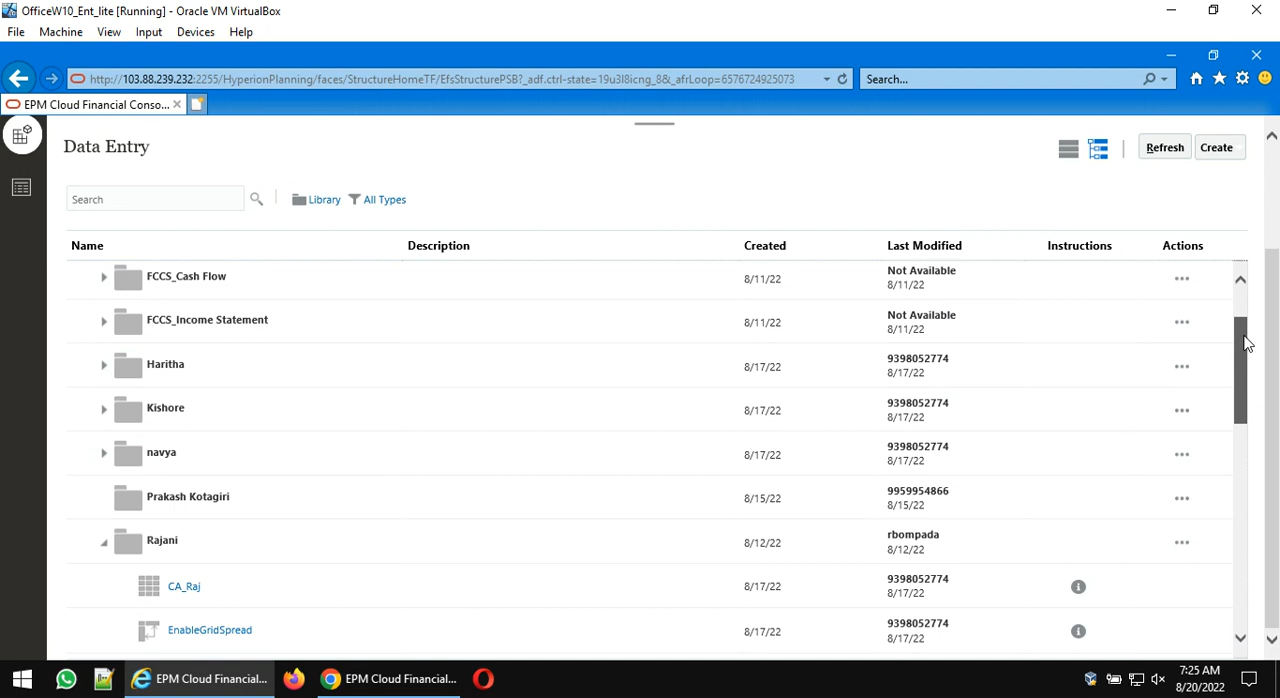 OfficeW10_Ent_lite [Running] - Oracle VM VirtualBox
File Machine View Input Devices Help
http://103.88.239.232:2255/HyperionPlanning/faces/StructureHomeTF/EfsStructurePSB?_adf.ctrl-state=19u3l8icng_8&_afrLoop=6576724925073
Search...
EPM Cloud Financial Conso...
Data Entry
Refresh Create
Search Library All Types
Name Description Created Last Modified Instructions Actions
FCCS_Cash Flow 8/11/22 Not Available
8/11/22
FCCS_Income Statement 8/11/22 Not Available
8/11/22
Haritha 8/17/22 9398052774
8/17/22
Kishore 8/17/22 9398052774
8/17/22
navya 8/17/22 9398052774
8/17/22
Prakash Kotagiri 8/15/22 9959954866
8/15/22
Rajani 8/12/22 rbompada
8/12/22
CA_Raj 8/17/22 9398052774
8/17/22
EnableGridSpread 8/17/22 9398052774
8/17/22
EPM Cloud Financial... EPM Cloud Financial... 7:25 AM
8/20/2022